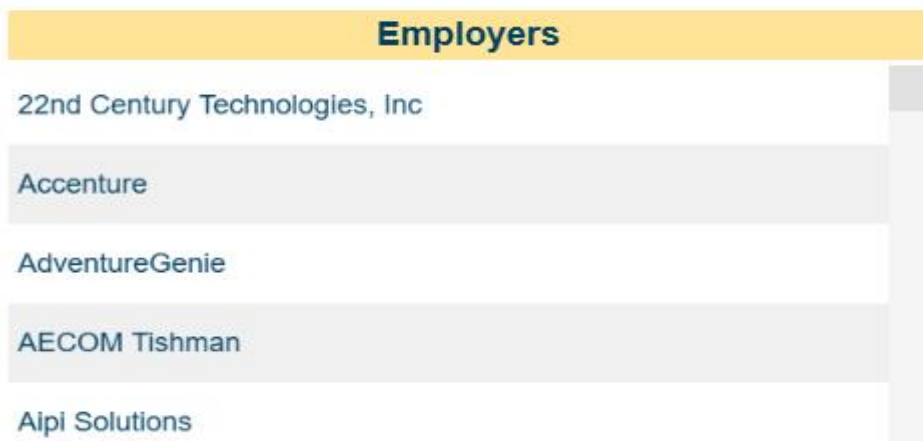 Employers
22nd Century Technologies, Inc
Accenture
AdventureGenie
AECOM Tishman
Aipi Solutions